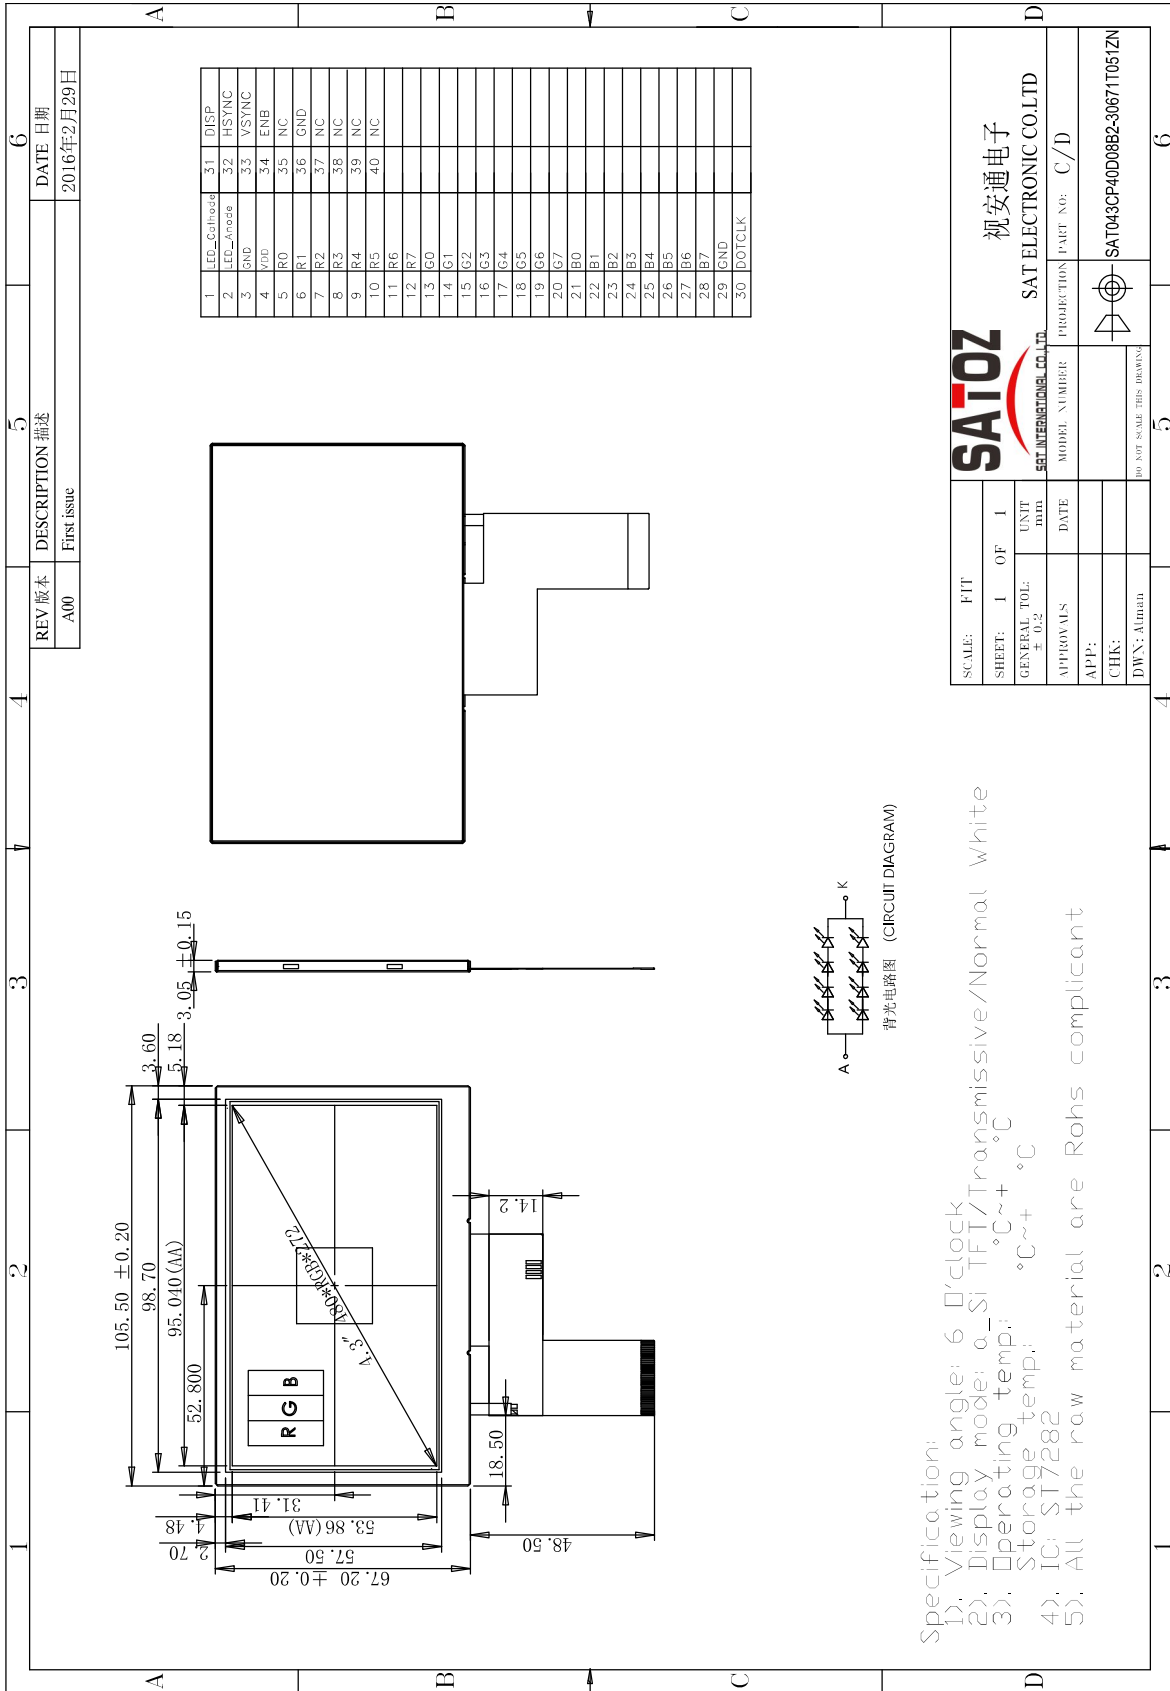 1 2 3 4 5 6
A
B
C
D
REV 版本 DESCRIPTION 描述 DATE 日期
A00 First issue 2016年2月29日
105.50 ±0.20
98.70
95.040(AA)
52.800
3.60
5.18
3.05 ±0.15
67.20 ±0.20
57.50
53.86(AA)
2.70
4.48
31.41
R G B
4.3"
480*RGB*272
18.50
14.2
48.50
1 LED_Cathode 31 DISP
2 LED_Anode 32 HSYNC
3 GND 33 VSYNC
4 VDD 34 ENB
5 R0 35 NC
6 R1 36 GND
7 R2 37 NC
8 R3 38 NC
9 R4 39 NC
10 R5 40 NC
11 R6
12 R7
13 G0
14 G1
15 G2
16 G3
17 G4
18 G5
19 G6
20 G7
21 B0
22 B1
23 B2
24 B3
25 B4
26 B5
27 B6
28 B7
29 GND
30 DOTCLK
A K
背光电路图 (CIRCUIT DIAGRAM)
Specification:
1). Viewing angle: 6 O'clock
2). Display mode: a_Si TFT/Transmissive/Normal White
3). Operating temp.: °C~+ °C
Storage temp.: °C~+ °C
4). IC: ST7282
5). All the raw material are Rohs complicant
SCALE: FIT
SHEET: 1 OF 1
GENERAL TOL: ± 0.2
UNIT mm
APPROVALS DATE
APP:
CHK:
DWN: Aluman
SATOZ
SAT INTERNATIONAL CO.,LTD.
视安通电子
SAT ELECTRONIC CO.LTD
MODEL NUMBER PROJECTION PART NO: C/D
SAT043CP40D08B2-30671T051ZN
DO NOT SCALE THIS DRAWING
1 2 3 4 5 6
A
B
C
D